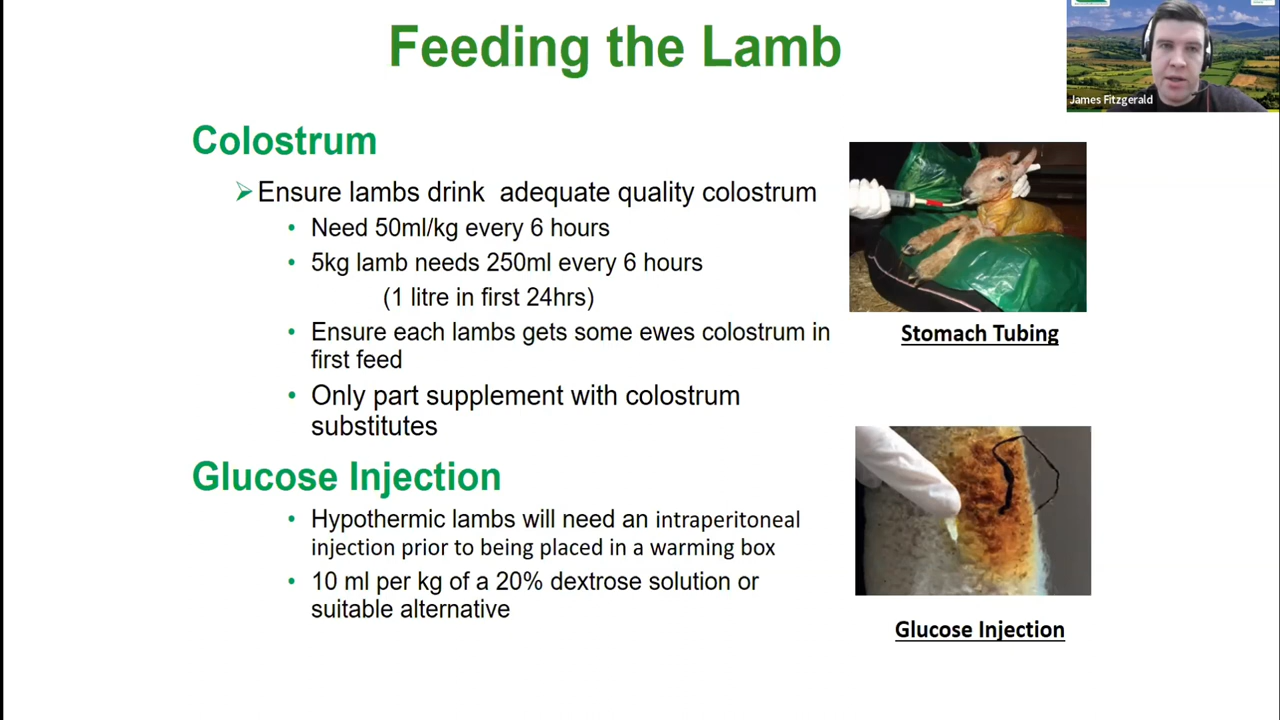 Feeding the Lamb
James Fitzgerald
Colostrum
Ensure lambs drink adequate quality colostrum
Need 50ml/kg every 6 hours
5kg lamb needs 250ml every 6 hours
(1 litre in first 24hrs)
Ensure each lambs gets some ewes colostrum in
first feed
Only part supplement with colostrum
substitutes
Stomach Tubing
Glucose Injection
Hypothermic lambs will need an intraperitoneal
injection prior to being placed in a warming box
10 ml per kg of a 20% dextrose solution or
suitable alternative
Glucose Injection